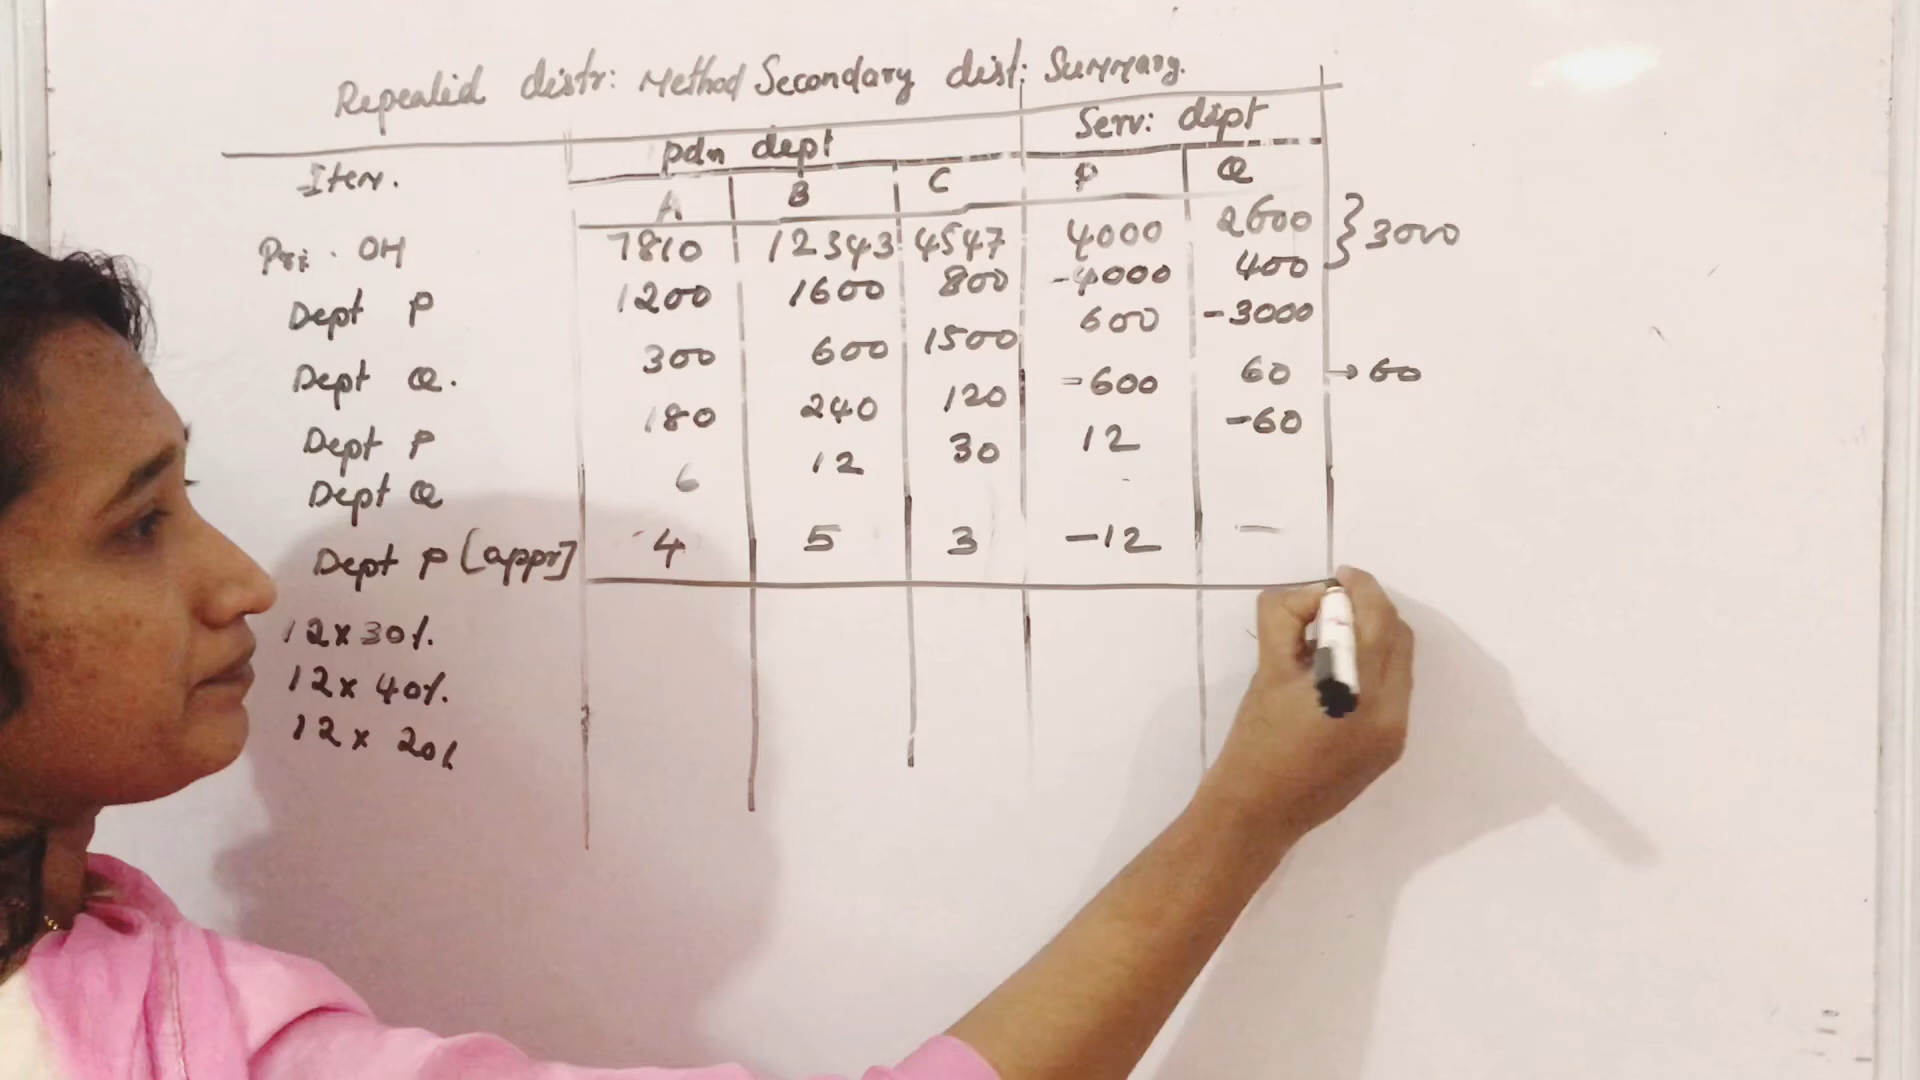 Repeated distr: Method Secondary dist: Summary.
Item. pdn dept Serv: dept
A B C P Q
Pri. OH 7810 12343 4547 4000 2600 } 3000
Dept P 1200 1600 800 -4000 400
Dept Q. 300 600 1500 600 -3000
Dept P 180 240 120 -600 60 → 60
Dept Q 6 12 30 12 -60
Dept P [appr] 4 5 3 -12 —
12 x 30%.
12 x 40%.
12 x 20%